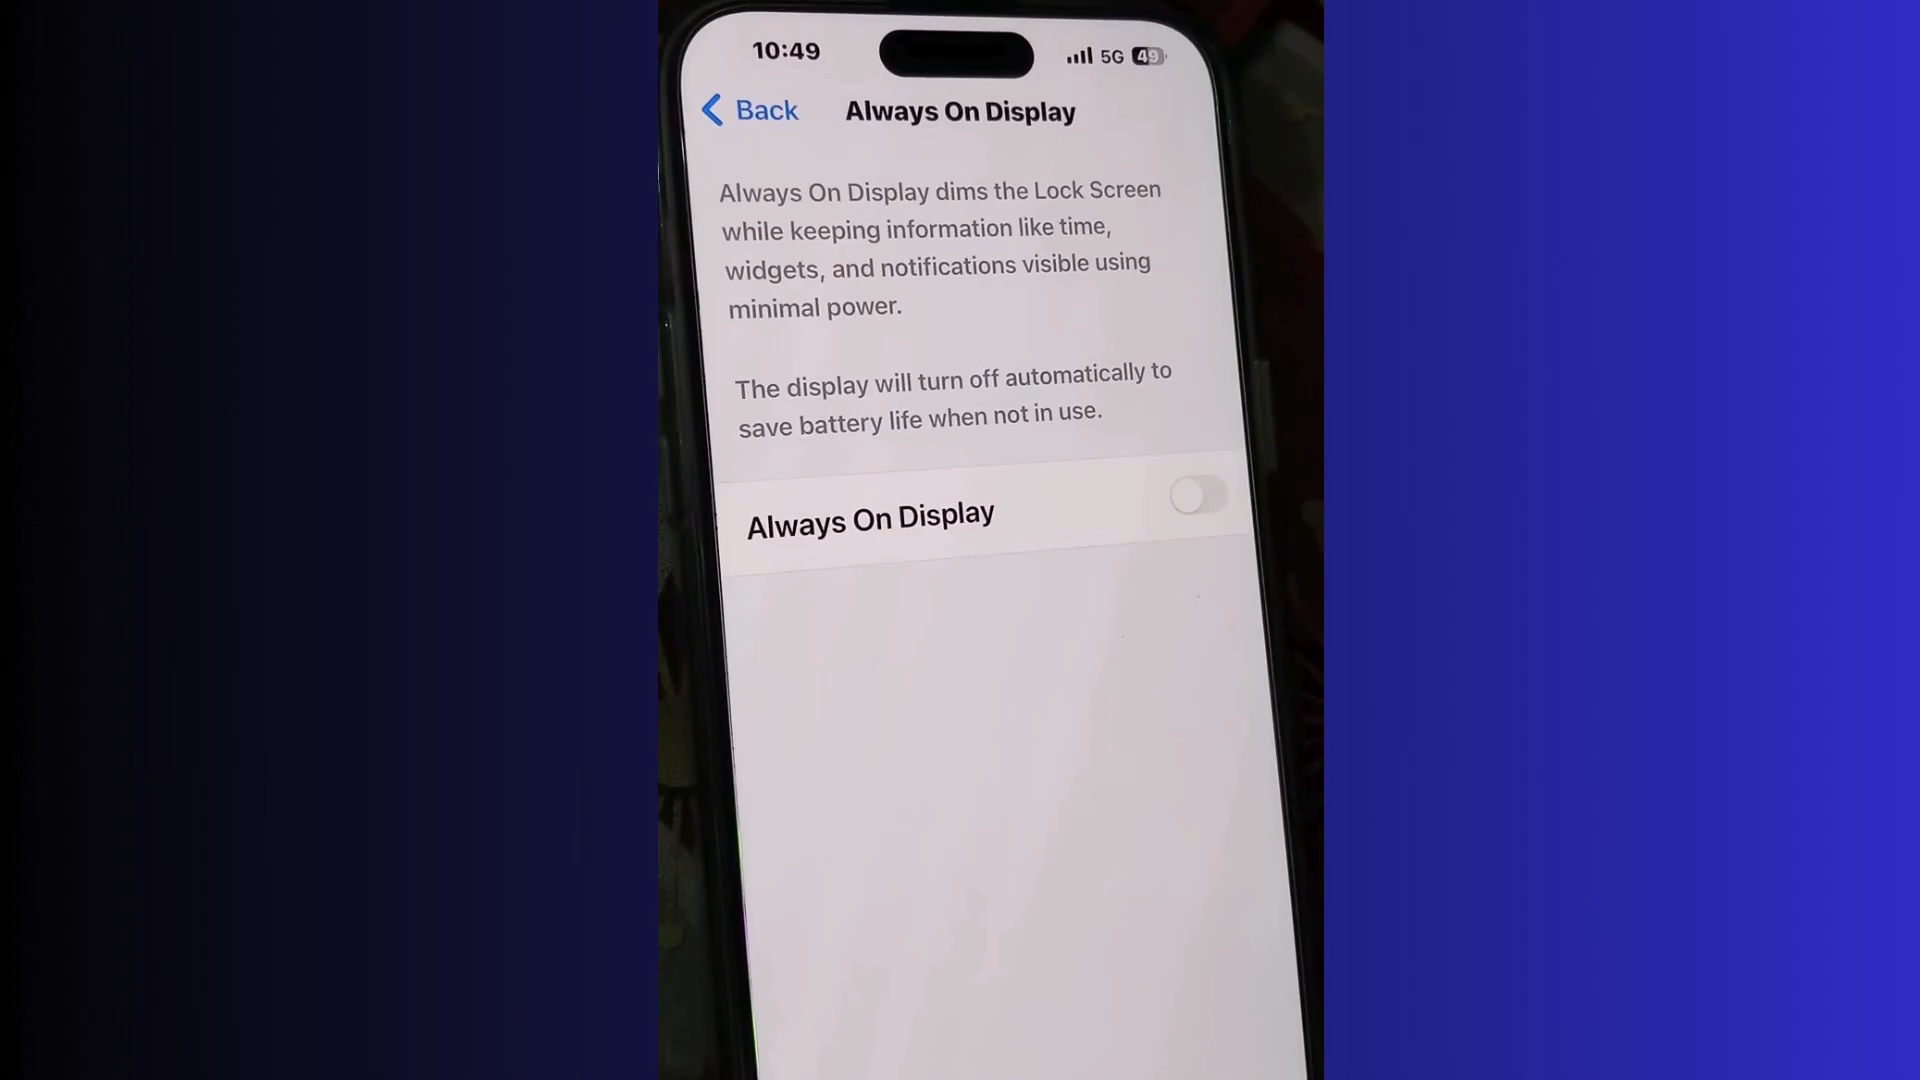 10:49
5G 49
Back
Always On Display
Always On Display dims the Lock Screen
while keeping information like time,
widgets, and notifications visible using
minimal power.
The display will turn off automatically to
save battery life when not in use.
Always On Display